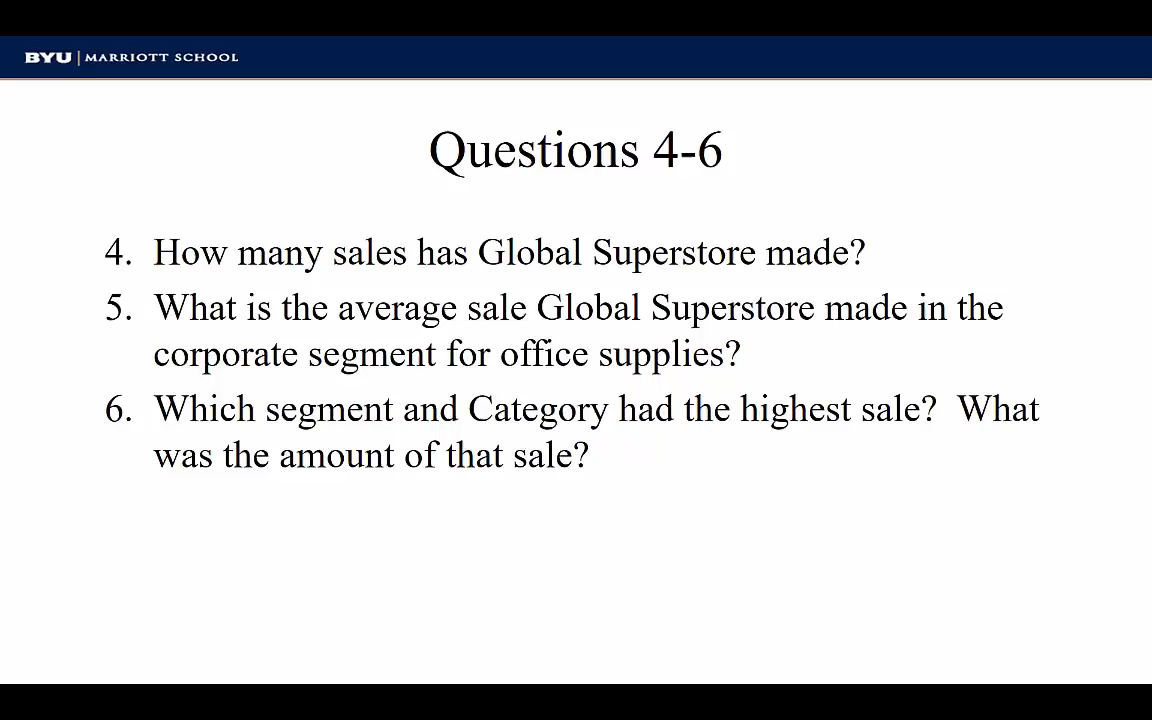 BYU | MARRIOTT SCHOOL
Questions 4-6
4. How many sales has Global Superstore made?
5. What is the average sale Global Superstore made in the
corporate segment for office supplies?
6. Which segment and Category had the highest sale?  What
was the amount of that sale?